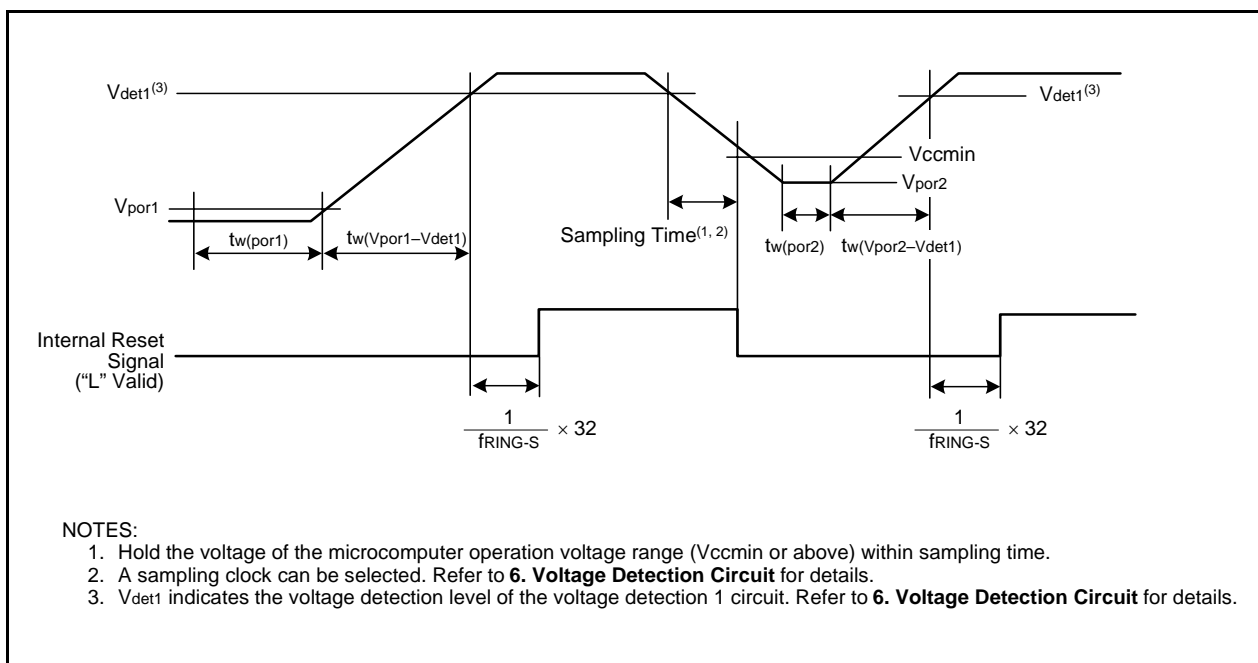 Vdet1(3)
Vdet1(3)
Vccmin
Vpor2
Vpor1
tw(por1)
tw(Vpor1–Vdet1)
Sampling Time(1, 2)
tw(por2)
tw(Vpor2–Vdet1)
Internal Reset
Signal
(“L” Valid)
1
fRING-S
× 32
1
fRING-S
× 32
NOTES:
1. Hold the voltage of the microcomputer operation voltage range (Vccmin or above) within sampling time.
2. A sampling clock can be selected. Refer to 6. Voltage Detection Circuit for details.
3. Vdet1 indicates the voltage detection level of the voltage detection 1 circuit. Refer to 6. Voltage Detection Circuit for details.